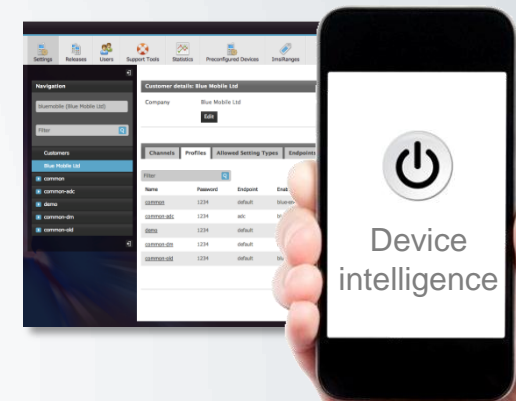 Settings Releases Users Support Tools Statistics Preconfigured Devices ImsiRanges
Navigation
bluemobile (Blue Mobile Ltd)
Filter
Customers
Blue Mobile Ltd
common
common-adc
demo
common-dm
common-old
Customer details: Blue Mobile Ltd
Company Blue Mobile Ltd
Edit
Channels Profiles Allowed Setting Types Endpoints
Filter
Name Password Endpoint
common 1234 default
common-adc 1234 adc
demo 1234 default
common-dm 1234 default
common-old 1234 default
Device
intelligence